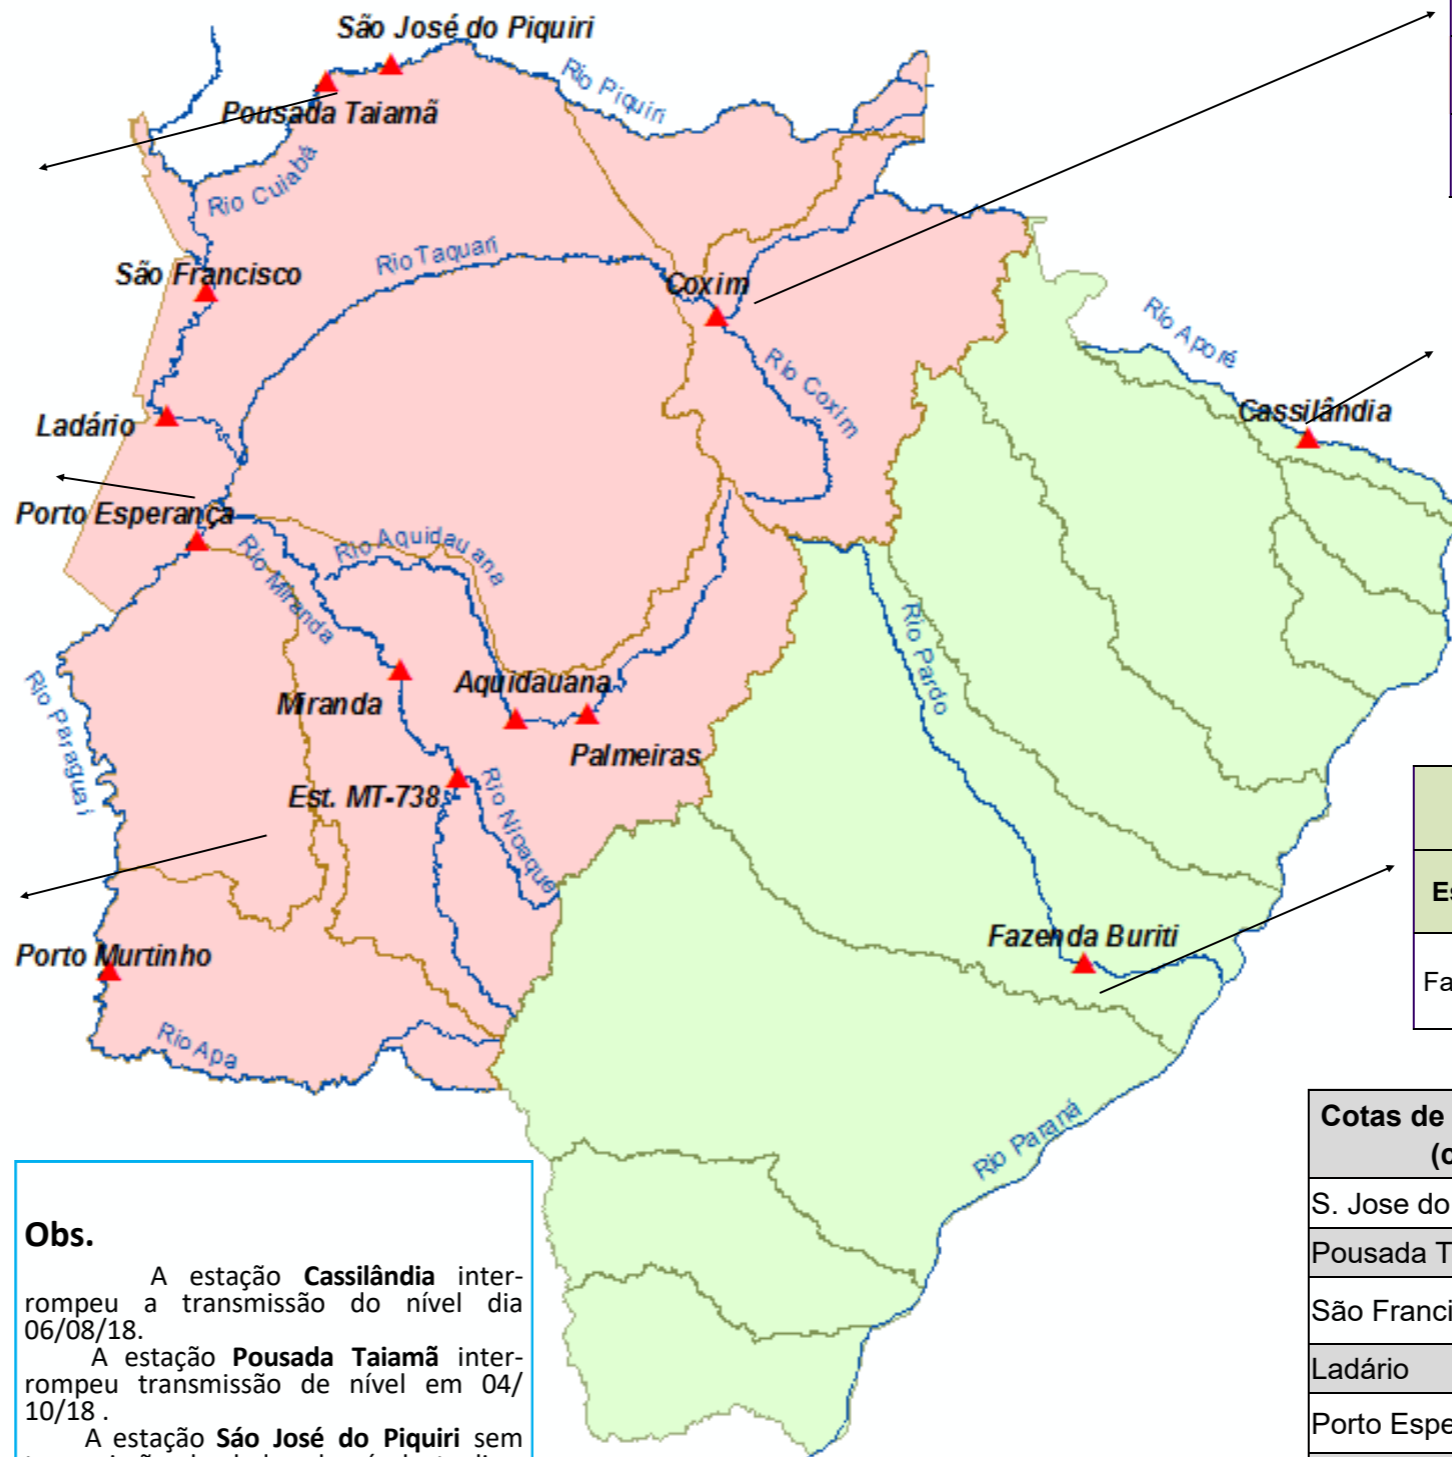 São José do Piquiri
Rio Piquiri
Pousada Taiamã
Rio Cuiabá
Rio Taquari
São Francisco
Coxim
Rio Aporé
Rio Coxim
Cassilândia
Ladário
Porto Esperança
Rio Aquidauana
Rio Miranda
Rio Pardo
Rio Paraguai
Aquidauana
Miranda
Palmeiras
Est. MT-738
Rio Nioaque
Es
Fazenda Buriti
Porto Murtinho
Fa
Rio Apa
Rio Paraná
Cotas de
(c
S. Jose do
Pousada T
São Franci
Ladário
Porto Espe
Obs.
A estação Cassilândia inter-
rompeu a transmissão do nível dia
06/08/18.
A estação Pousada Taiamã inter-
rompeu transmissão de nível em 04/
10/18 .
A estação Sáo José do Piquiri sem